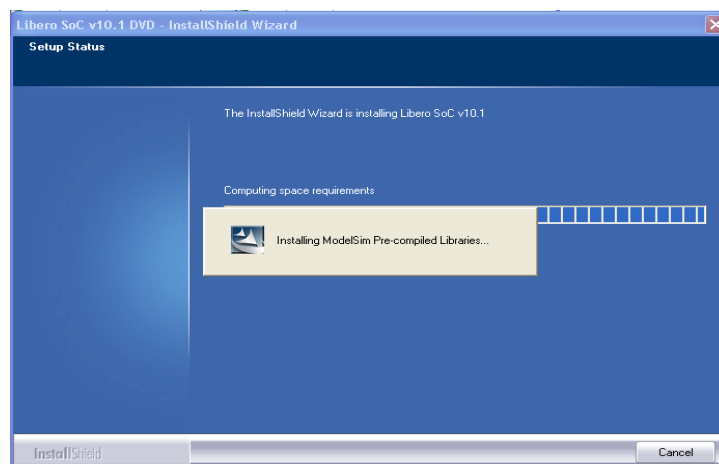 Libero SoC v10.1 DVD - InstallShield Wizard
Setup Status
The InstallShield Wizard is installing Libero SoC v10.1
Computing space requirements
Installing ModelSim Pre-compiled Libraries...
InstallShield
Cancel